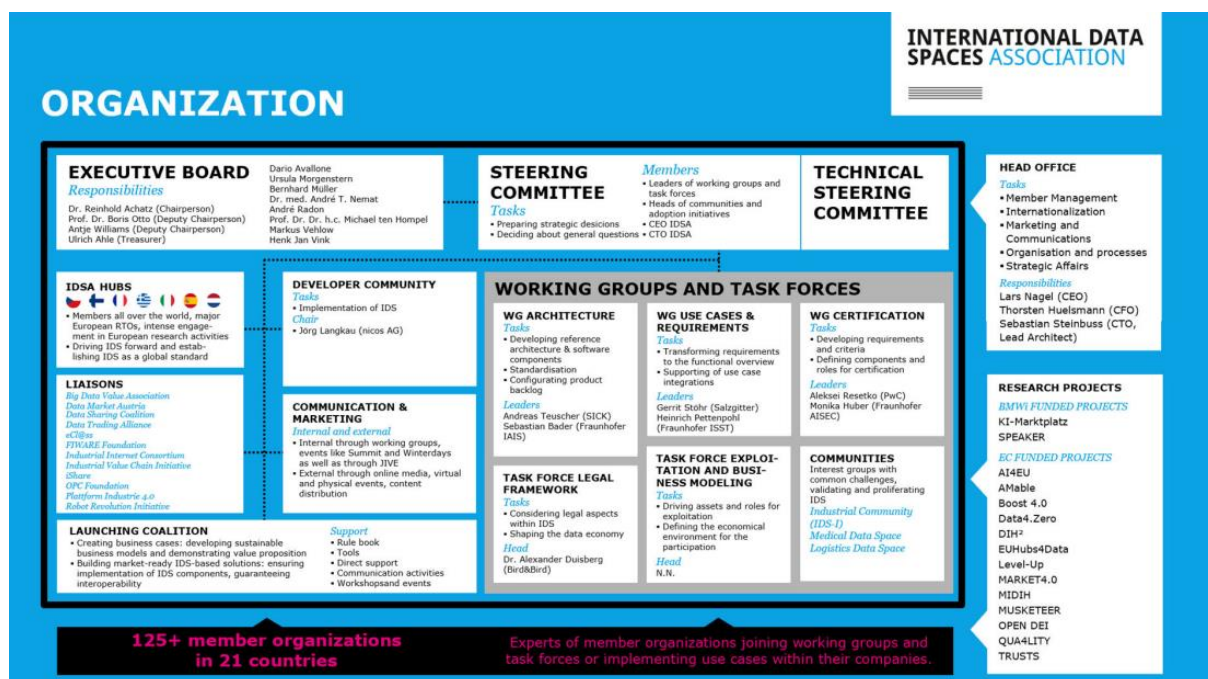 INTERNATIONAL DATA
SPACES ASSOCIATION
ORGANIZATION
EXECUTIVE BOARD
Responsibilities
Dr. Reinhold Achatz (Chairperson)
Prof. Dr. Boris Otto (Deputy Chairperson)
Antje Williams (Deputy Chairperson)
Ulrich Ahle (Treasurer)
Dario Avallone
Ursula Morgenstern
Bernhard Müller
Dr. med. André T. Nemat
André Radon
Prof. Dr. Dr. h.c. Michael ten Hompel
Markus Vehlow
Henk Jan Vink
STEERING
COMMITTEE
Tasks
• Preparing strategic desicions
• Deciding about general questions
Members
• Leaders of working groups and
task forces
• Heads of communities and
adoption initiatives
• CEO IDSA
• CTO IDSA
TECHNICAL
STEERING
COMMITTEE
HEAD OFFICE
Tasks
• Member Management
• Internationalization
• Marketing and
Communications
• Organisation and processes
• Strategic Affairs
Responsibilities
Lars Nagel (CEO)
Thorsten Huelsmann (CFO)
Sebastian Steinbuss (CTO,
Lead Architect)
IDSA HUBS
• Members all over the world, major
European RTOs, intense engage-
ment in European research activities
• Driving IDS forward and estab-
lishing IDS as a global standard
DEVELOPER COMMUNITY
Tasks
• Implementation of IDS
Chair
• Jörg Langkau (nicos AG)
LIAISONS
Big Data Value Association
Data Market Austria
Data Sharing Coalition
Data Trading Alliance
eCl@ss
FIWARE Foundation
Industrial Internet Consortium
Industrial Value Chain Initiative
iShare
OPC Foundation
Plattform Industrie 4.0
Robot Revolution Initiative
COMMUNICATION &
MARKETING
Internal and external
• Internal through working groups,
events like Summit and Winterdays
as well as through JIVE
• External through online media, virtual
and physical events, content
distribution
LAUNCHING COALITION
• Creating business cases: developing sustainable
business models and demonstrating value proposition
• Building market-ready IDS-based solutions: ensuring
implementation of IDS components, guaranteeing
interoperability
Support
• Rule book
• Tools
• Direct support
• Communication activities
• Workshopsand events
WORKING GROUPS AND TASK FORCES
WG ARCHITECTURE
Tasks
• Developing reference
architecture & software
components
• Standardisation
• Configurating product
backlog
Leaders
Andreas Teuscher (SICK)
Sebastian Bader (Fraunhofer
IAIS)
WG USE CASES &
REQUIREMENTS
Tasks
• Transforming requirements
to the functional overview
• Supporting of use case
integrations
Leaders
Gerrit Stöhr (Salzgitter)
Heinrich Pettenpohl
(Fraunhofer ISST)
WG CERTIFICATION
Tasks
• Developing requirements
and criteria
• Defining components and
roles for certification
Leaders
Aleksei Resetko (PwC)
Monika Huber (Fraunhofer
AISEC)
TASK FORCE LEGAL
FRAMEWORK
Tasks
• Considering legal aspects
within IDS
• Shaping the data economy
Head
Dr. Alexander Duisberg
(Bird&Bird)
TASK FORCE EXPLOI-
TATION AND BUSI-
NESS MODELING
Tasks
• Driving assets and roles for
exploitation
• Defining the economical
environment for the
participation
Head
N.N.
COMMUNITIES
Interest groups with
common challenges,
validating and proliferating
IDS
Industrial Community
(IDS-I)
Medical Data Space
Logistics Data Space
RESEARCH PROJECTS
BMWi FUNDED PROJECTS
KI-Marktplatz
SPEAKER
EC FUNDED PROJECTS
AI4EU
AMable
Boost 4.0
Data4.Zero
DIH²
EUHubs4Data
Level-Up
MARKET4.0
MIDIH
MUSKETEER
OPEN DEI
QUA4LITY
TRUSTS
125+ member organizations
in 21 countries
Experts of member organizations joining working groups and
task forces or implementing use cases within their companies.